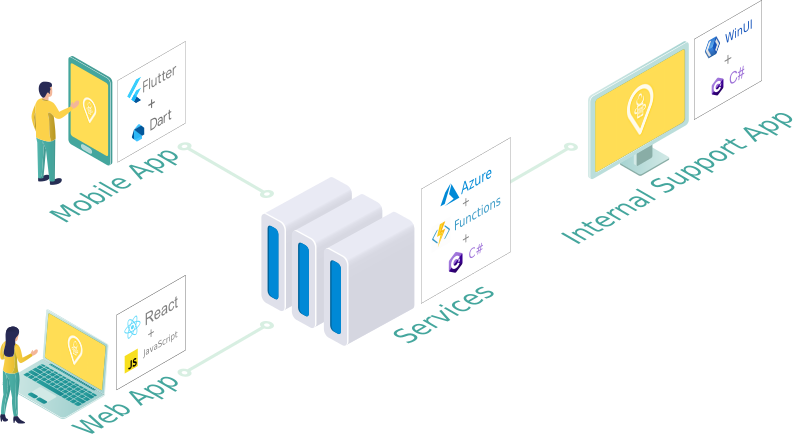 Flutter
+
Dart
Mobile App
React
+
JS JavaScript
Web App
Azure
+
Functions
+
C#
Services
WinUI
+
C#
Internal Support App